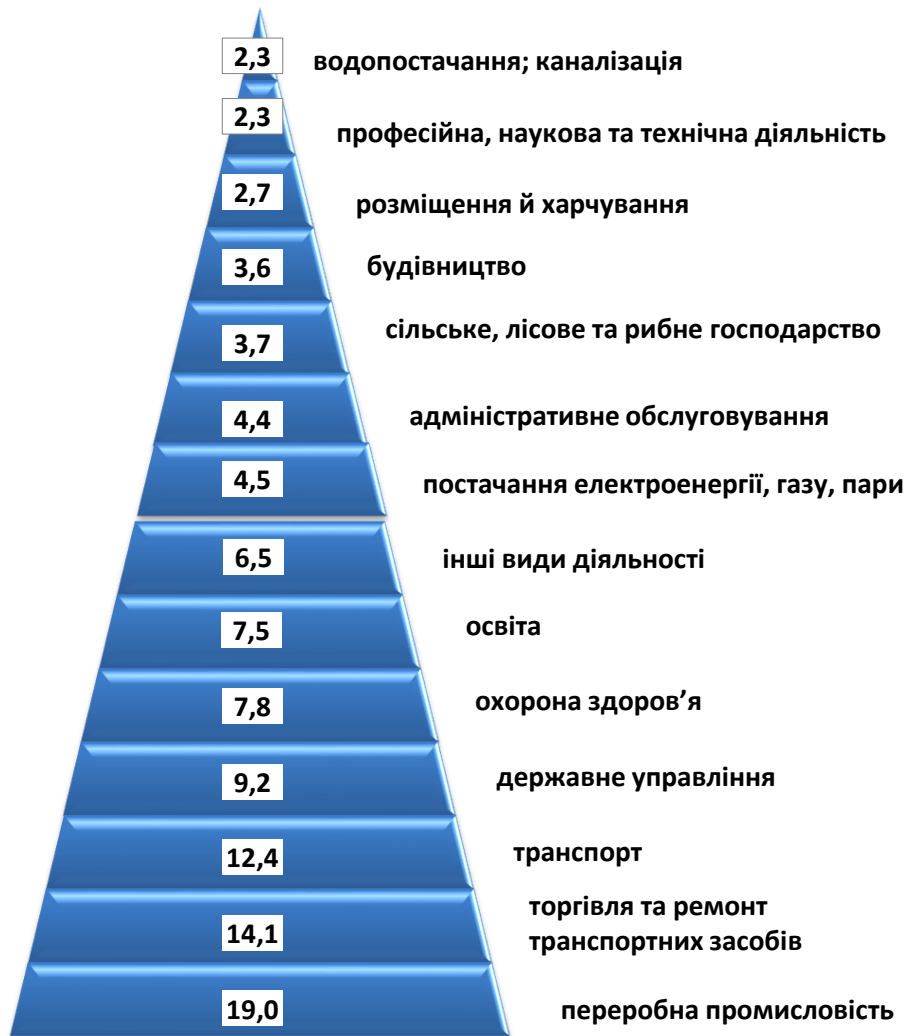 2,3 водопостачання; каналізація
2,3 професійна, наукова та технічна діяльність
2,7 розміщення й харчування
3,6 будівництво
3,7 сільське, лісове та рибне господарство
4,4 адміністративне обслуговування
4,5 постачання електроенергії, газу, пари
6,5 інші види діяльності
7,5 освіта
7,8 охорона здоров’я
9,2 державне управління
12,4 транспорт
14,1 торгівля та ремонт
транспортних засобів
19,0 переробна промисловість